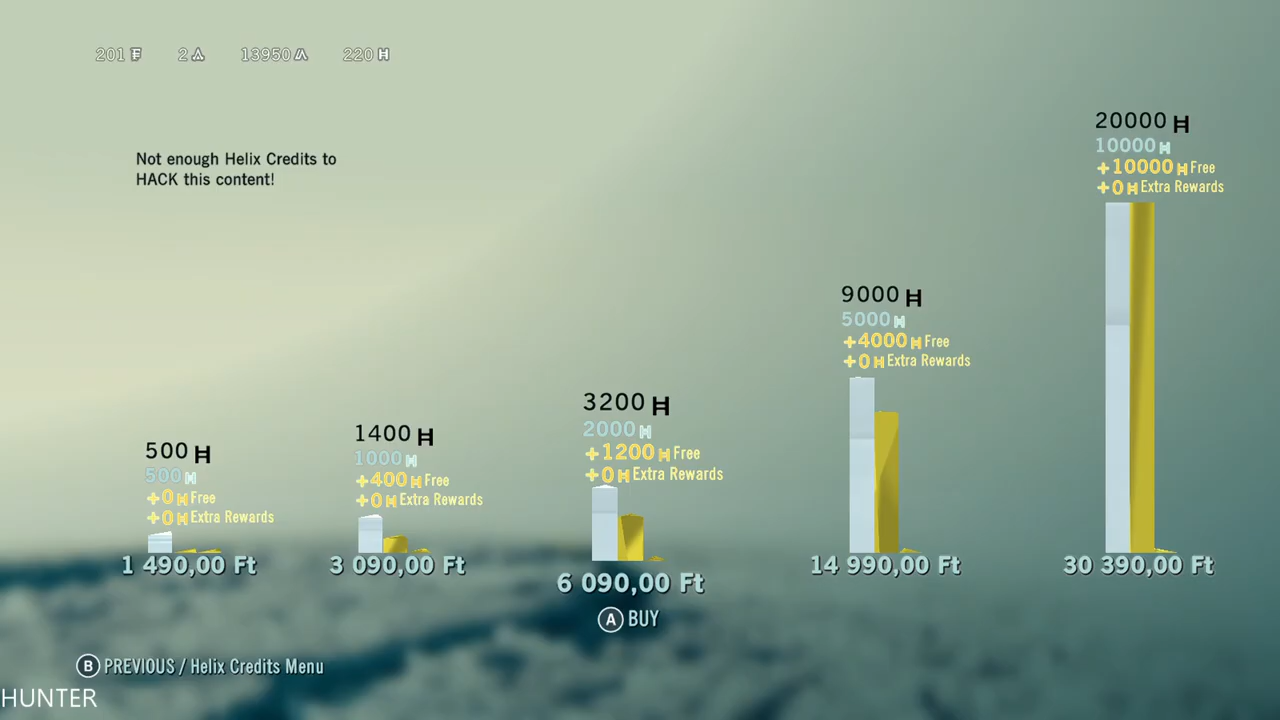 201 ₣ 2 13950 220 H
Not enough Helix Credits to
HACK this content!
500 H
500 H
+0 H Free
+0 H Extra Rewards
1 490,00 Ft
1400 H
1000 H
+400 H Free
+0 H Extra Rewards
3 090,00 Ft
3200 H
2000 H
+1200 H Free
+0 H Extra Rewards
6 090,00 Ft
A BUY
9000 H
5000 H
+4000 H Free
+0 H Extra Rewards
14 990,00 Ft
20000 H
10000 H
+10000 H Free
+0 H Extra Rewards
30 390,00 Ft
B PREVIOUS / Helix Credits Menu
HUNTER